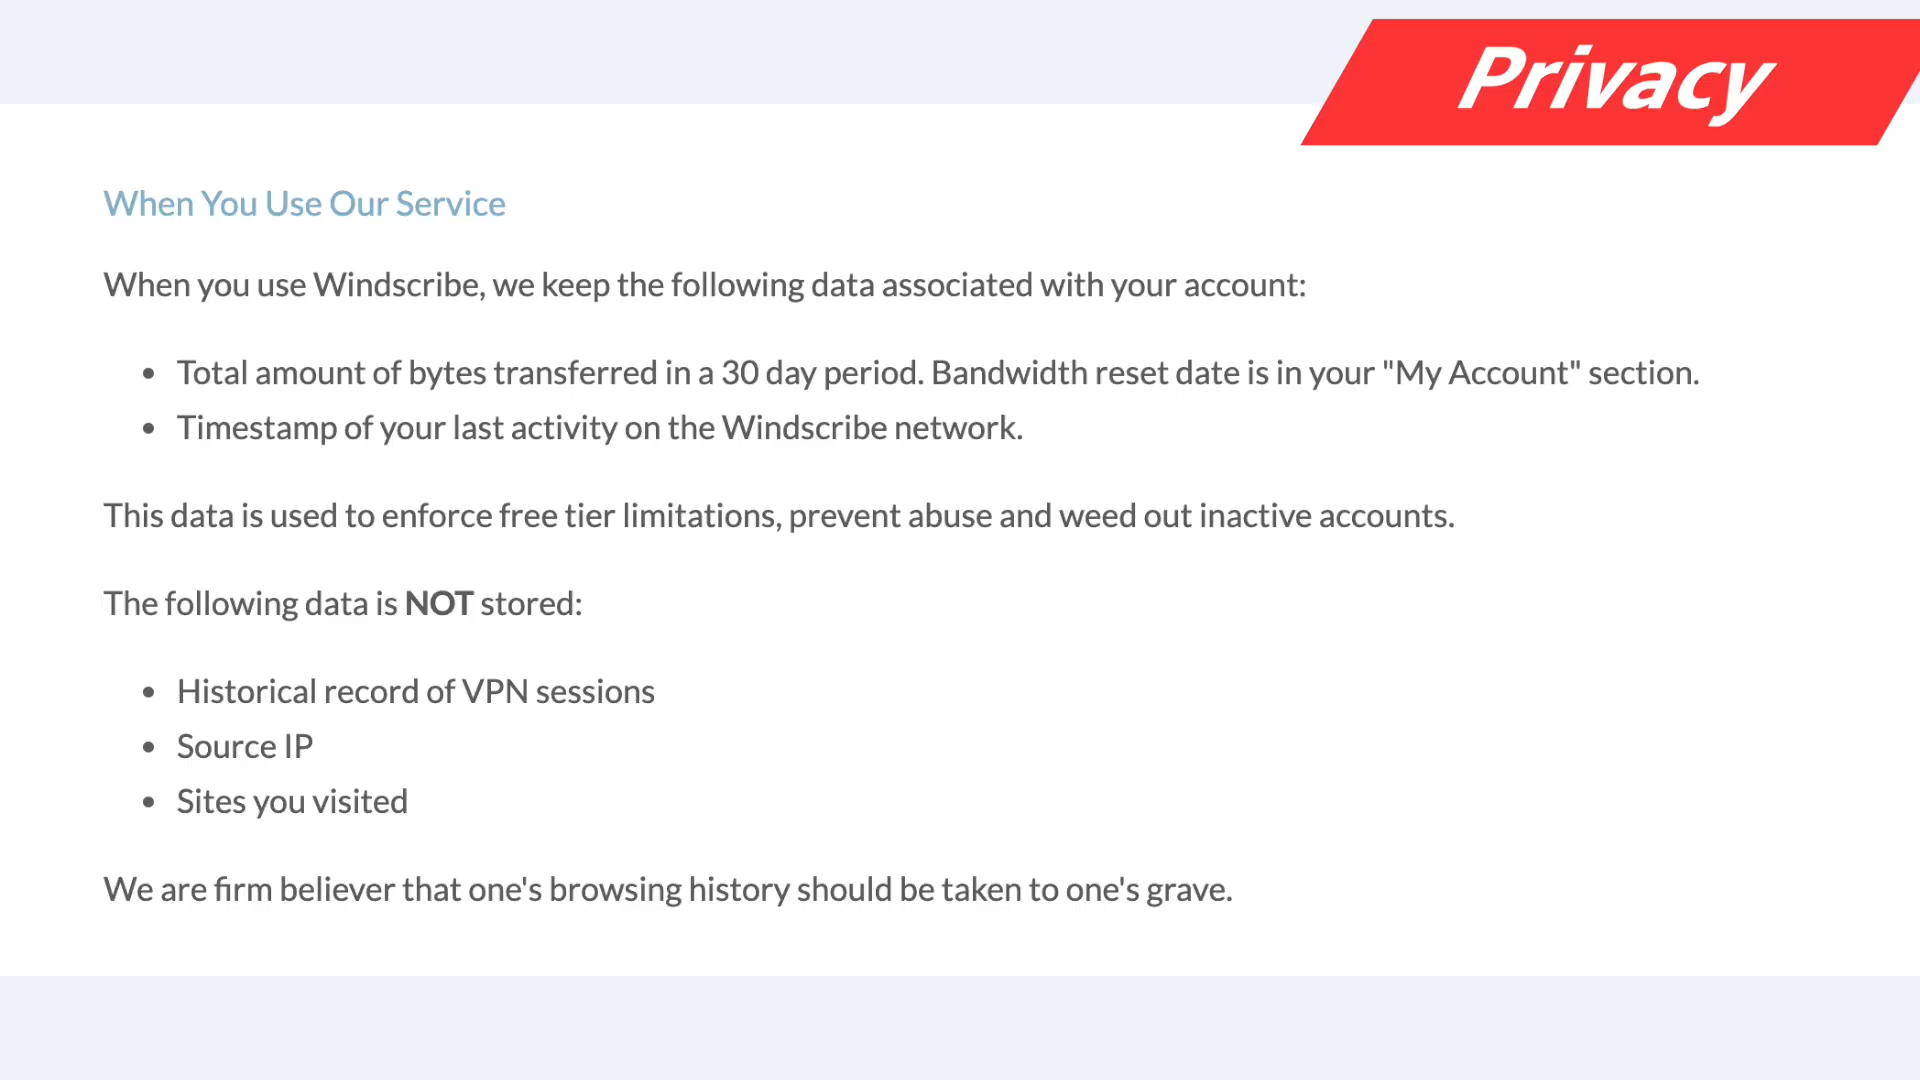 Privacy
When You Use Our Service
When you use Windscribe, we keep the following data associated with your account:
• Total amount of bytes transferred in a 30 day period. Bandwidth reset date is in your "My Account" section.
• Timestamp of your last activity on the Windscribe network.
This data is used to enforce free tier limitations, prevent abuse and weed out inactive accounts.
The following data is NOT stored:
• Historical record of VPN sessions
• Source IP
• Sites you visited
We are firm believer that one's browsing history should be taken to one's grave.